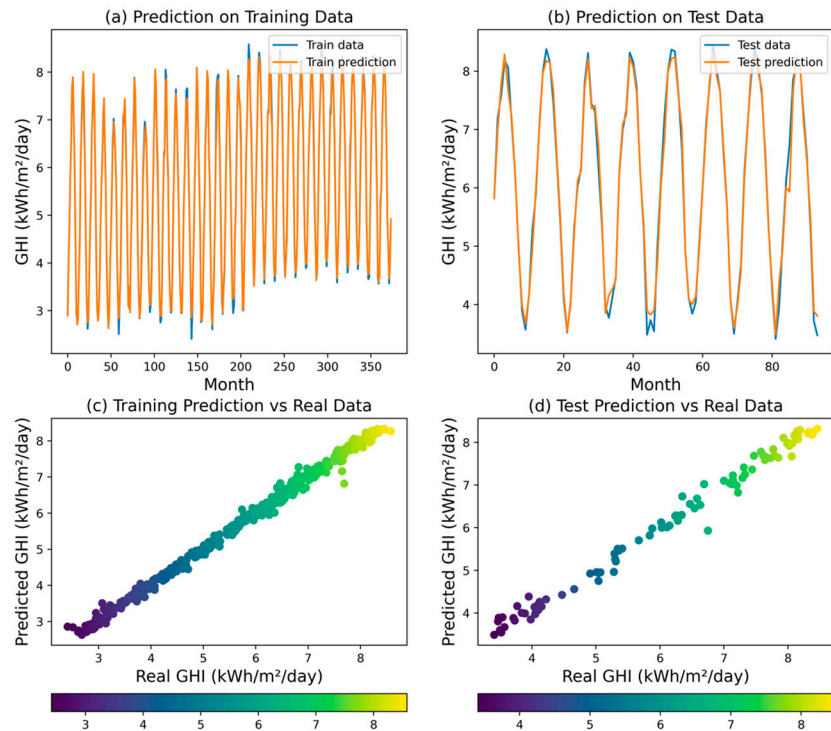 (a) Prediction on Training Data
(b) Prediction on Test Data
Train data
Train prediction
Test data
Test prediction
GHI (kWh/m²/day)
8
7
6
5
4
3
0 50 100 150 200 250 300 350
Month
GHI (kWh/m²/day)
8
7
6
5
4
0 20 40 60 80
Month
(c) Training Prediction vs Real Data
(d) Test Prediction vs Real Data
Predicted GHI (kWh/m²/day)
8
7
6
5
4
3
3 4 5 6 7 8
Real GHI (kWh/m²/day)
Predicted GHI (kWh/m²/day)
8
7
6
5
4
4 5 6 7 8
Real GHI (kWh/m²/day)
3 4 5 6 7 8
4 5 6 7 8